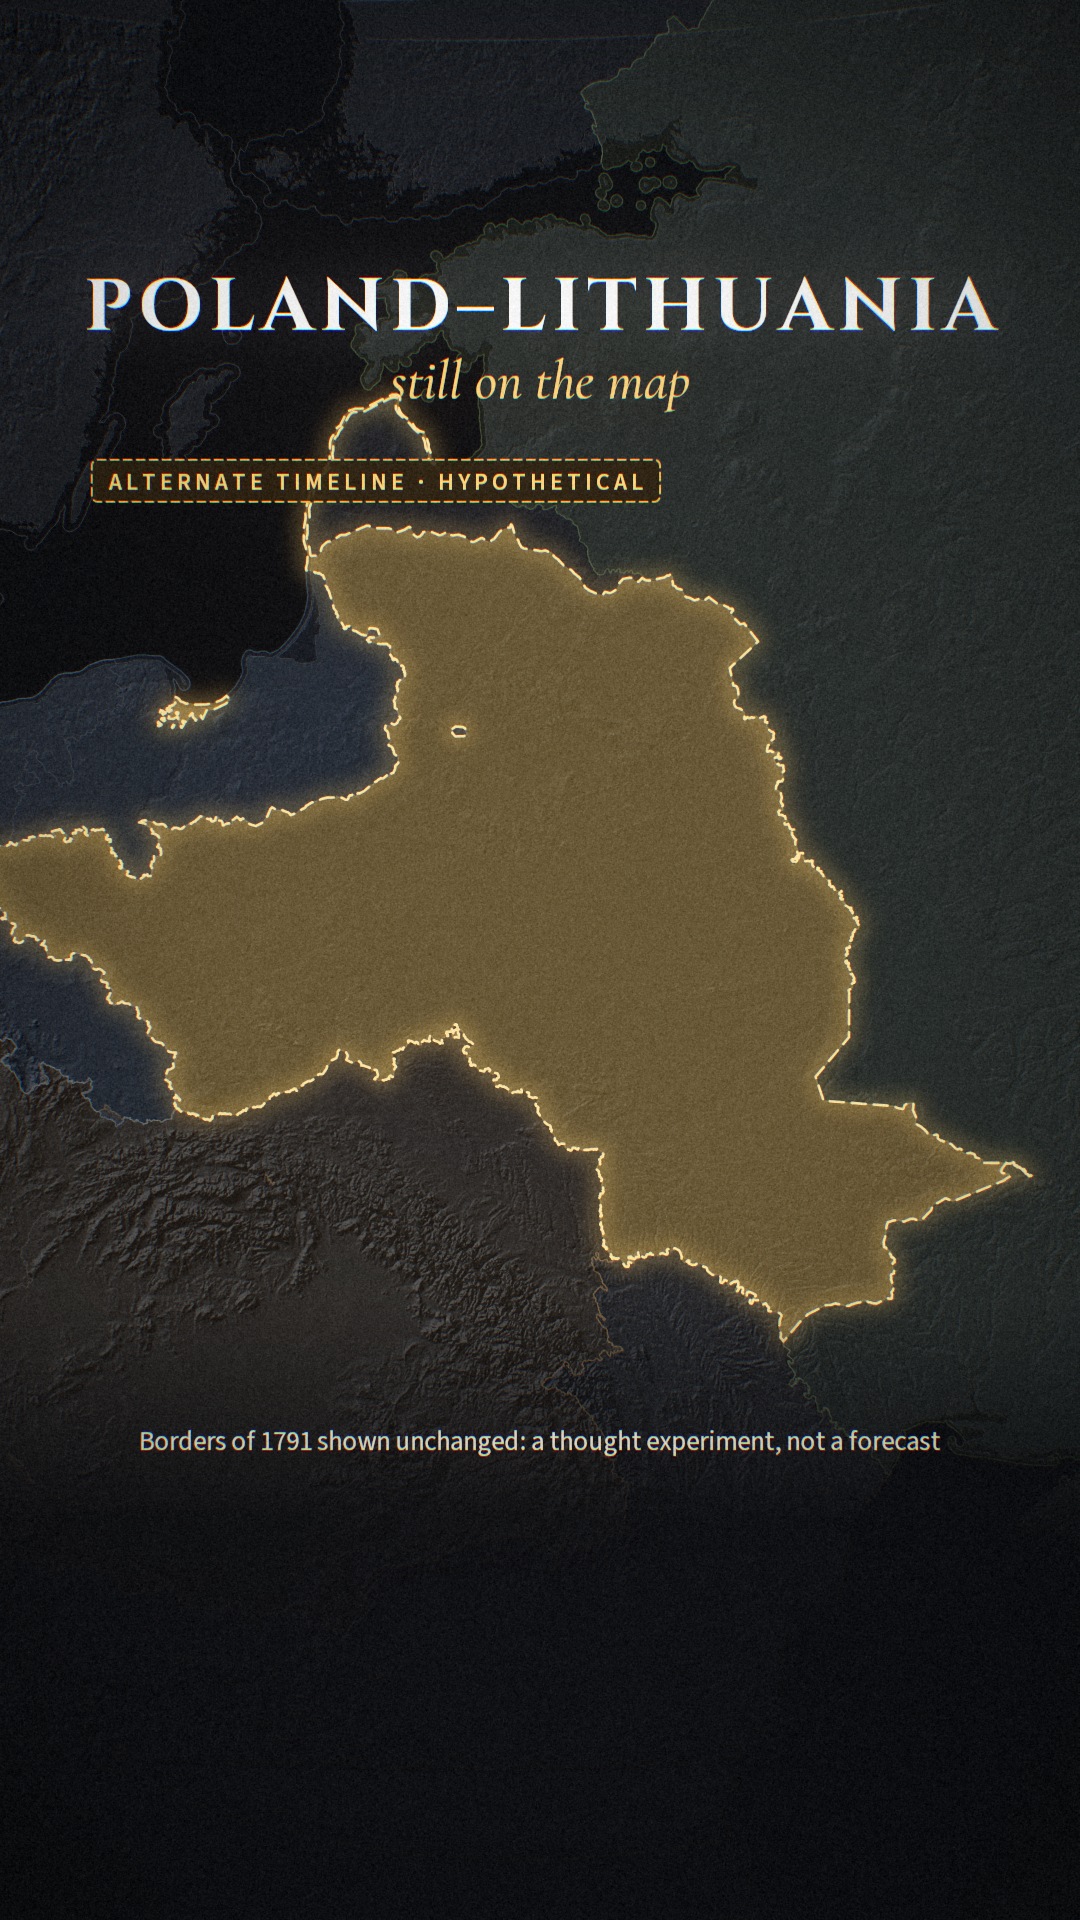 POLAND–LITHUANIA
still on the map
ALTERNATE TIMELINE · HYPOTHETICAL
Borders of 1791 shown unchanged: a thought experiment, not a forecast